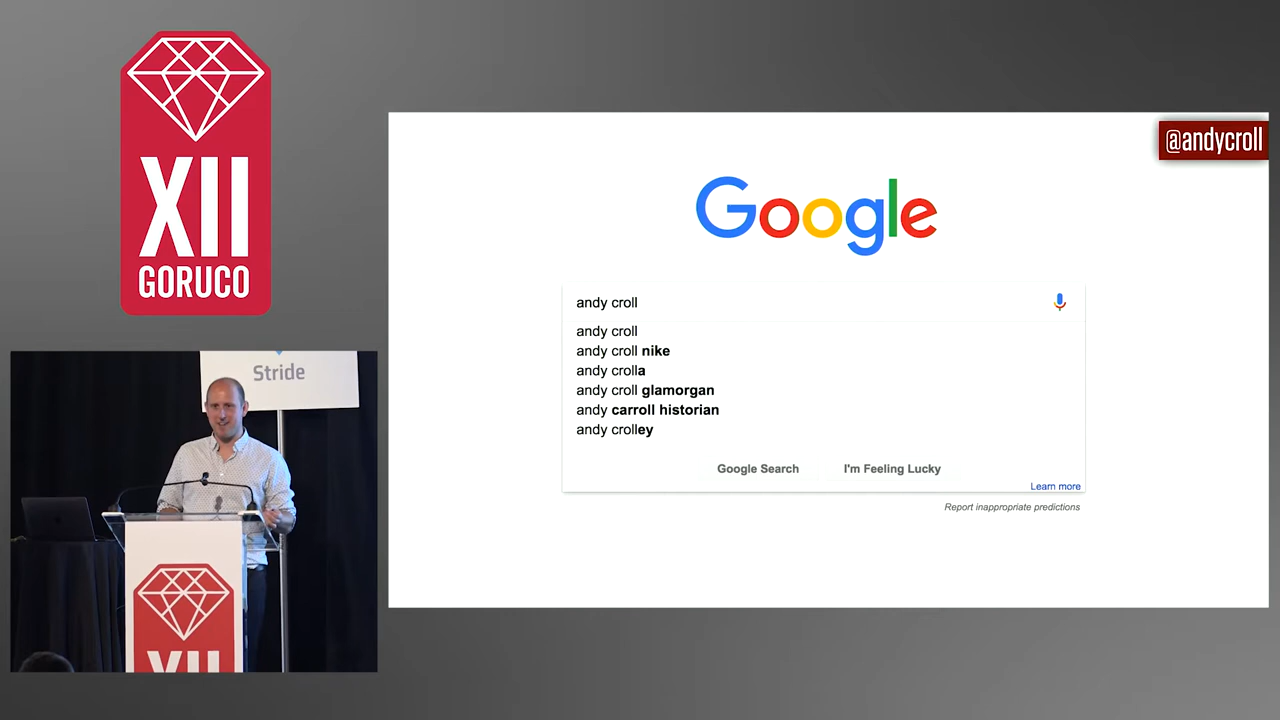 XII
GORUCO
@andycroll
Google
andy croll
andy croll
andy croll nike
andy crolla
andy croll glamorgan
andy carroll historian
andy crolley
Google Search
I'm Feeling Lucky
Learn more
Report inappropriate predictions
Stride
XII